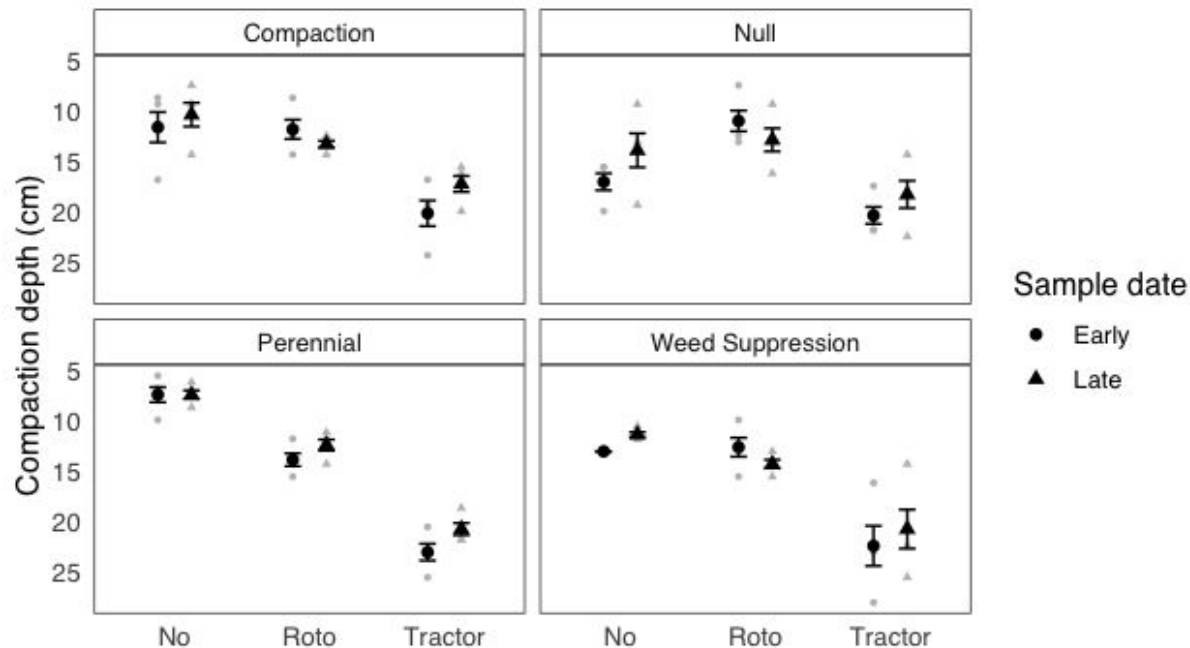 Compaction
Null
5
10
15
20
25
Perennial
Weed Suppression
5
10
15
20
25
No
Roto
Tractor
No
Roto
Tractor
Compaction depth (cm)
Sample date
Early
Late